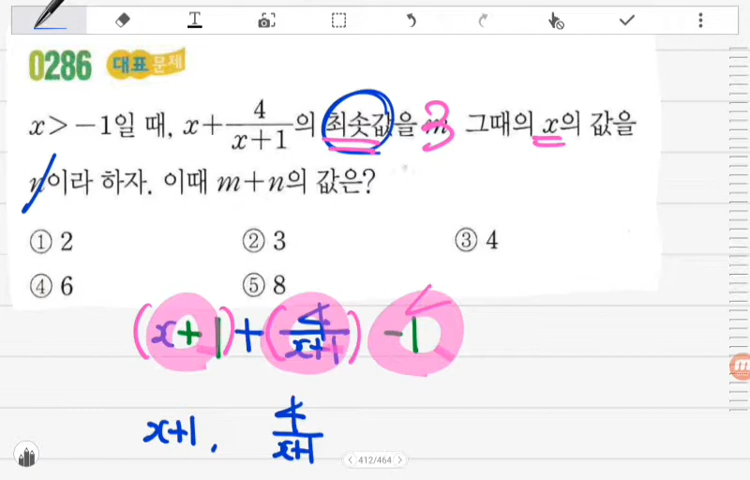 0286 대표 문제
x>-1일 때, x+4/(x+1)의 최솟값을 m, 그때의 x의 값을
n이라 하자. 이때 m+n의 값은?
① 2 ② 3 ③ 4
④ 6 ⑤ 8
(x+1)+(4/(x+1))-1
x+1, 4/(x+1)
412/464